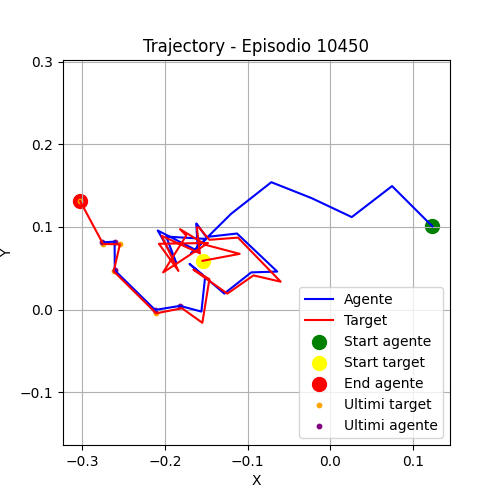 Trajectory - Episodio 10450
0.3
0.2
0.1
0.0
−0.1
Y
−0.3
−0.2
−0.1
0.0
0.1
X
Agente
Target
Start agente
Start target
End agente
Ultimi target
Ultimi agente